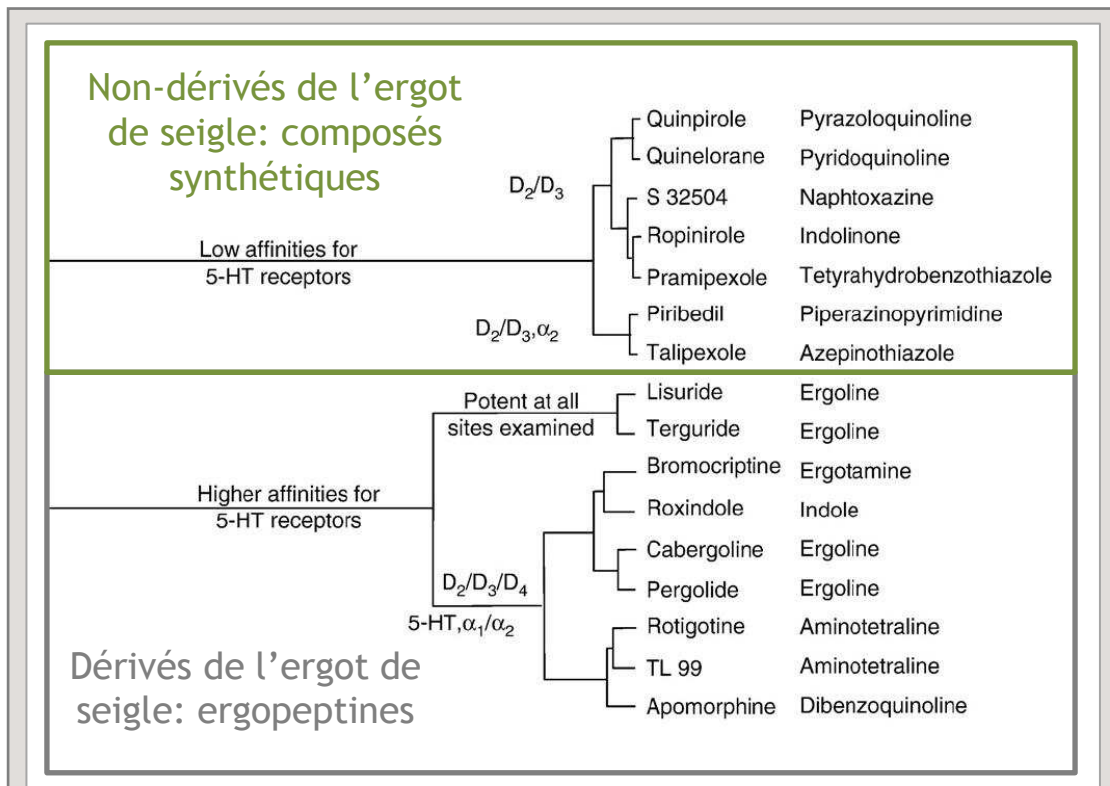 Non-dérivés de l'ergot
de seigle: composés
synthétiques
D2/D3
Low affinities for
5-HT receptors
D2/D3,α2
Quinpirole Pyrazoloquinoline
Quinelorane Pyridoquinoline
S 32504 Naphtoxazine
Ropinirole Indolinone
Pramipexole Tetyrahydrobenzothiazole
Piribedil Piperazinopyrimidine
Talipexole Azepinothiazole
Potent at all
sites examined
Higher affinities for
5-HT receptors
D2/D3/D4
5-HT,α1/α2
Lisuride Ergoline
Terguride Ergoline
Bromocriptine Ergotamine
Roxindole Indole
Cabergoline Ergoline
Pergolide Ergoline
Rotigotine Aminotetraline
TL 99 Aminotetraline
Apomorphine Dibenzoquinoline
Dérivés de l'ergot de
seigle: ergopeptines